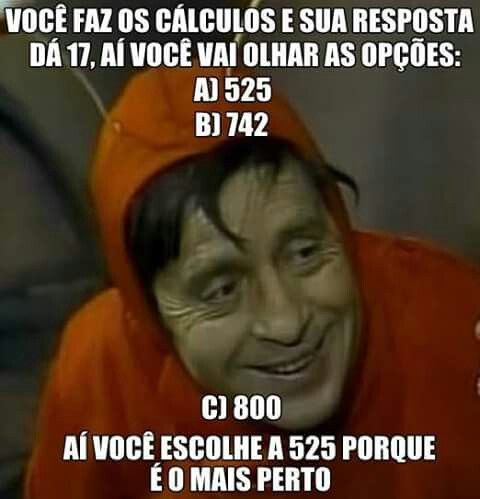 VOCÊ FAZ OS CÁLCULOS E SUA RESPOSTA
DÁ 17, AÍ VOCÊ VAI OLHAR AS OPÇÕES:
A) 525
B) 742
C) 800
AÍ VOCÊ ESCOLHE A 525 PORQUE
É O MAIS PERTO